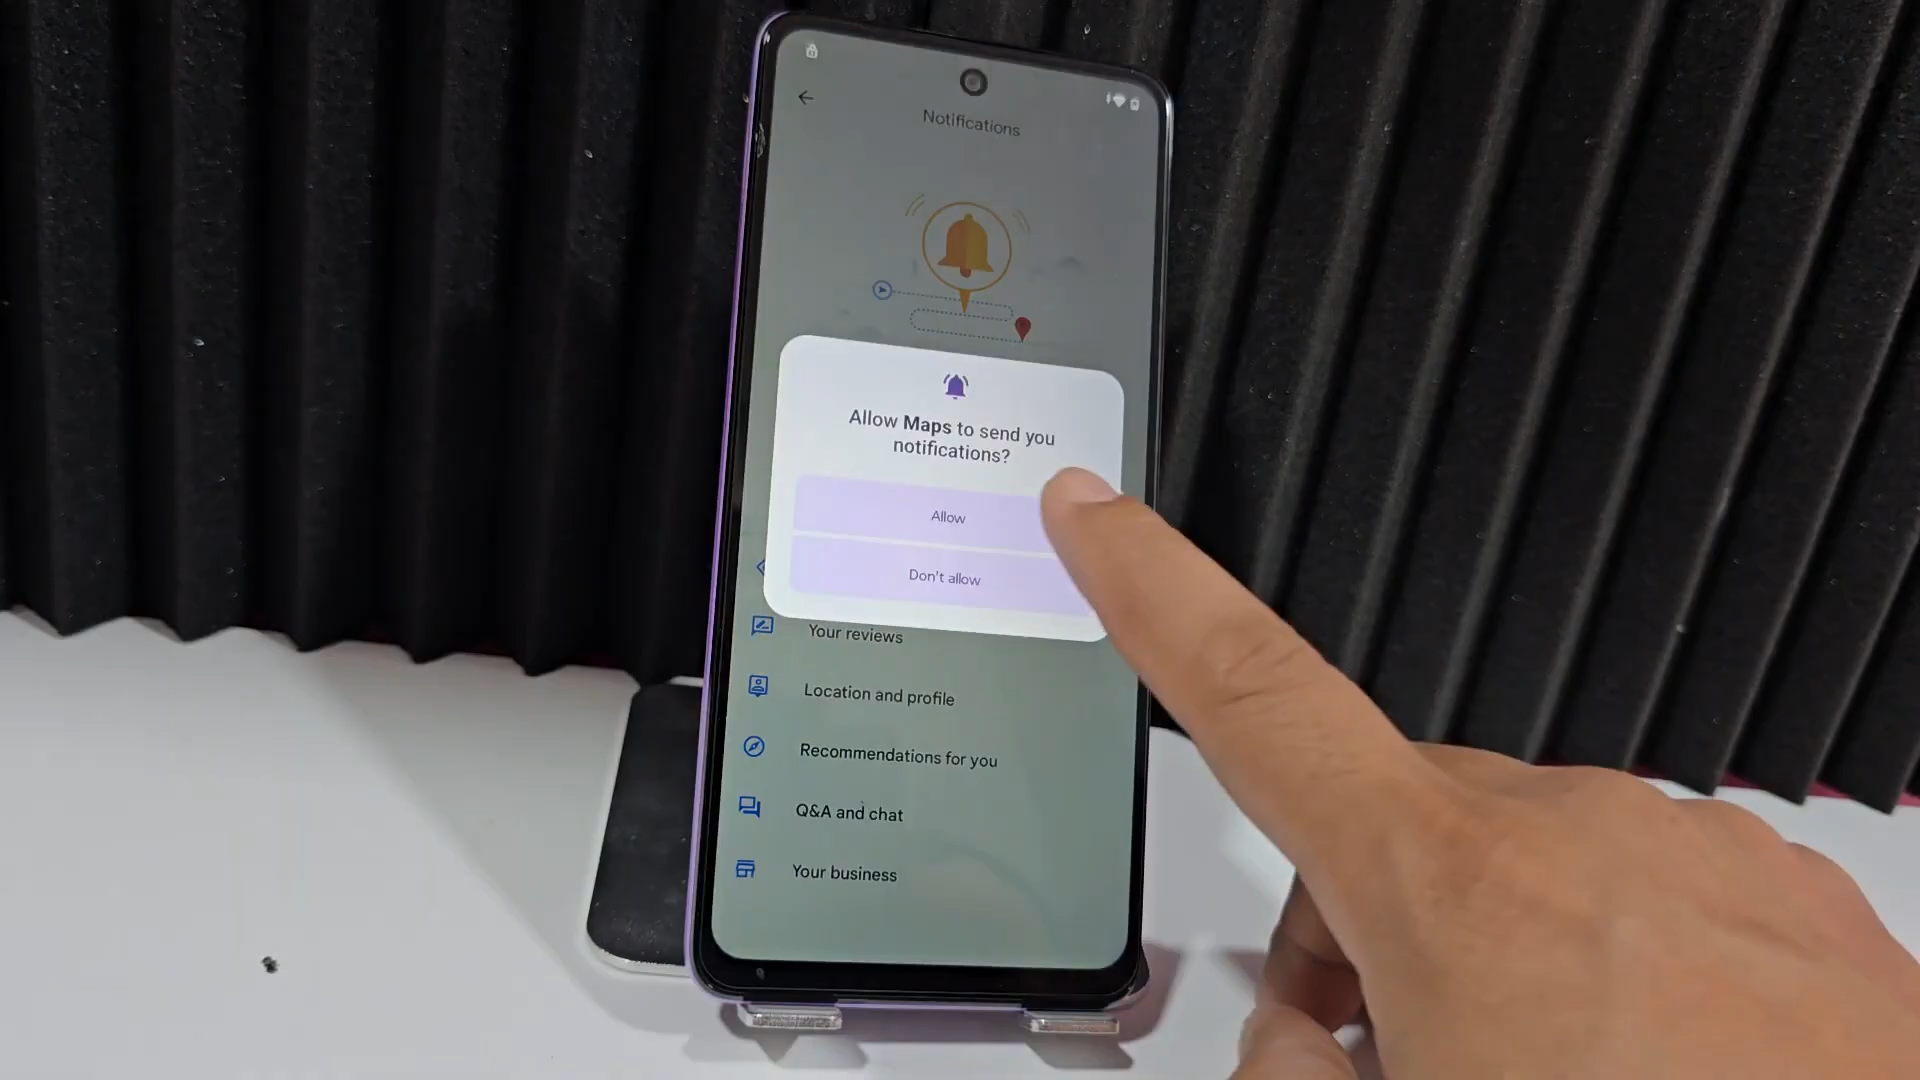 Notifications
Allow Maps to send you
notifications?
Allow
Don't allow
Your reviews
Location and profile
Recommendations for you
Q&A and chat
Your business